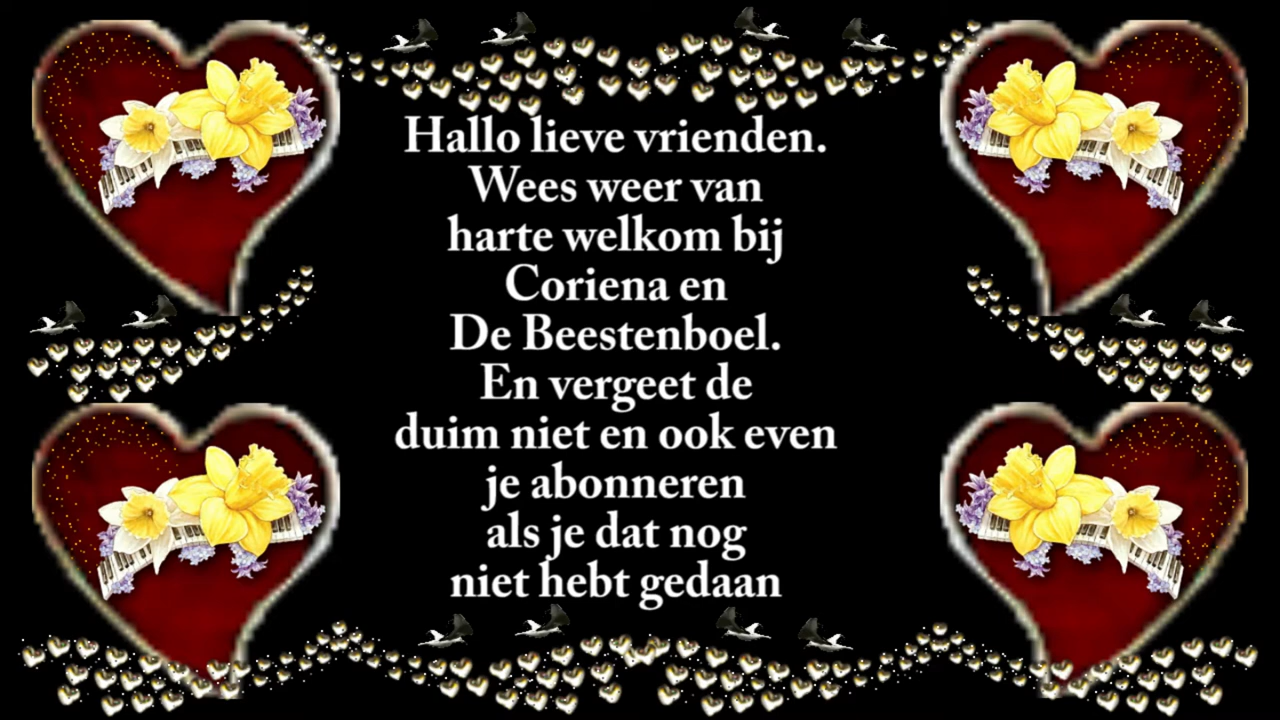 Hallo lieve vrienden.
Wees weer van
harte welkom bij
Coriena en
De Beestenboel.
En vergeet de
duim niet en ook even
je abonneren
als je dat nog
niet hebt gedaan